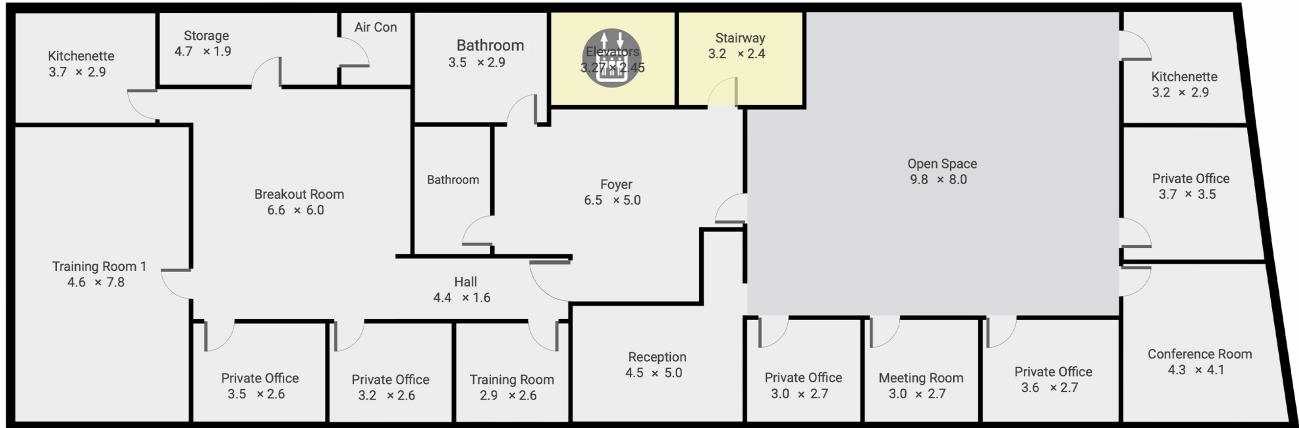 Kitchenette
3.7 × 2.9
Storage
4.7 × 1.9
Air Con
Bathroom
3.5 × 2.9
Elevators
3.27 × 2.45
Stairway
3.2 × 2.4
Kitchenette
3.2 × 2.9
Open Space
9.8 × 8.0
Private Office
3.7 × 3.5
Breakout Room
6.6 × 6.0
Bathroom
Foyer
6.5 × 5.0
Training Room 1
4.6 × 7.8
Hall
4.4 × 1.6
Private Office
3.5 × 2.6
Private Office
3.2 × 2.6
Training Room
2.9 × 2.6
Reception
4.5 × 5.0
Private Office
3.0 × 2.7
Meeting Room
3.0 × 2.7
Private Office
3.6 × 2.7
Conference Room
4.3 × 4.1